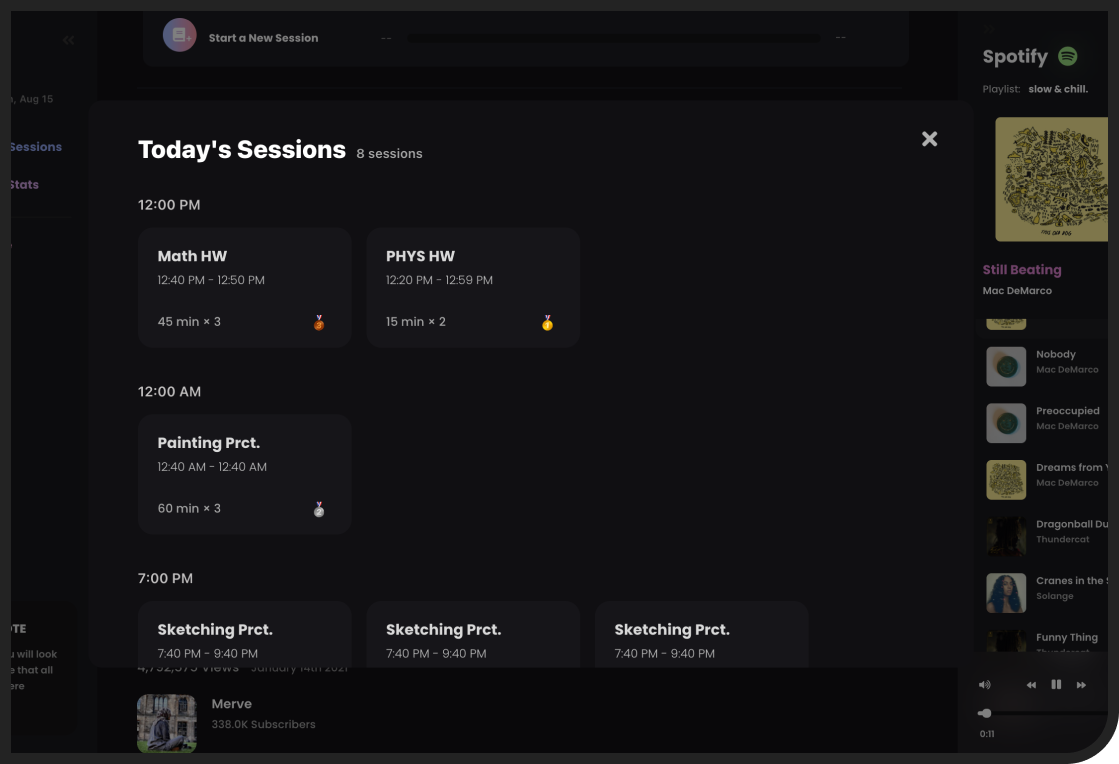 Start a New Session
--
--
, Aug 15
Sessions
Stats
Today's Sessions 8 sessions
12:00 PM
Math HW
12:40 PM - 12:50 PM
45 min × 3
PHYS HW
12:20 PM - 12:59 PM
15 min × 2
12:00 AM
Painting Prct.
12:40 AM - 12:40 AM
60 min × 3
7:00 PM
Sketching Prct.
7:40 PM - 9:40 PM
Sketching Prct.
7:40 PM - 9:40 PM
Sketching Prct.
7:40 PM - 9:40 PM
OTE
u will look
e that all
ere
4,732,575 Views January 14th 2021
Merve
338.0K Subscribers
Spotify
Playlist: slow & chill.
Still Beating
Mac DeMarco
Nobody
Mac DeMarco
Preoccupied
Mac DeMarco
Dreams from Y
Mac DeMarco
Dragonball Du
Thundercat
Cranes in the S
Solange
Funny Thing
Thundercat
0:11